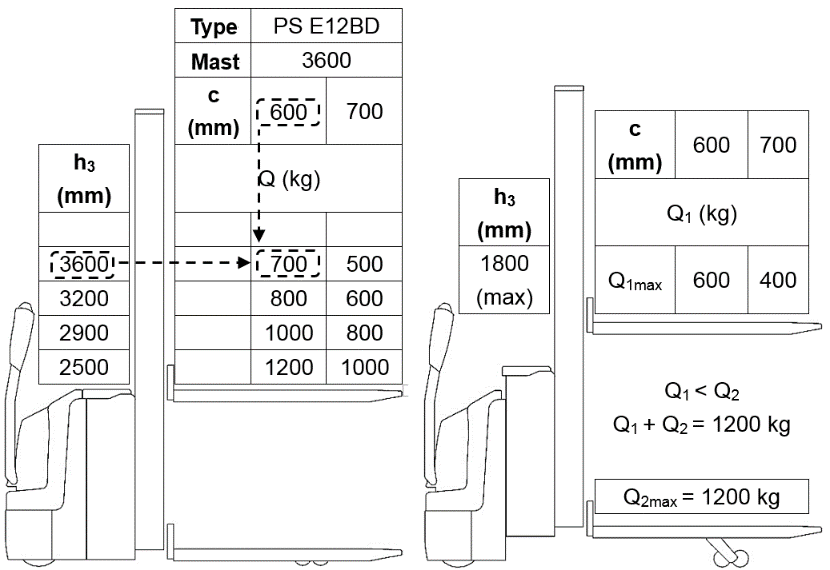 Type PS E12BD
Mast 3600
c (mm) 600 700
h₃ (mm)
Q (kg)
3600 700 500
3200 800 600
2900 1000 800
2500 1200 1000
c (mm) 600 700
h₃ (mm)
Q₁ (kg)
1800 (max)
Q₁max 600 400
Q₁ < Q₂
Q₁ + Q₂ = 1200 kg
Q₂max = 1200 kg